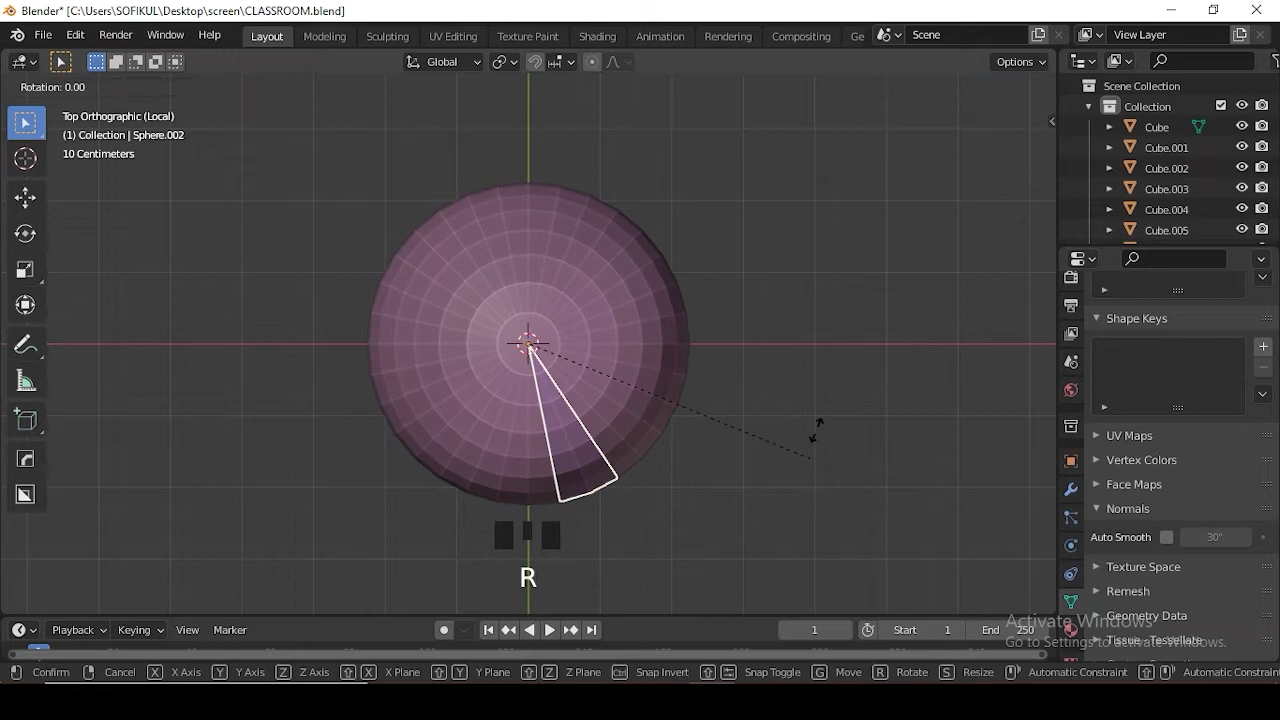 Blender* [C:\Users\SOFIKUL\Desktop\screen\CLASSROOM.blend]
File Edit Render Window Help Layout Modeling Sculpting UV Editing Texture Paint Shading Animation Rendering Compositing Ge Scene View Layer
Global Options
Rotation: 0.00
Top Orthographic (Local)
(1) Collection | Sphere.002
10 Centimeters
Scene Collection
Collection
Cube
Cube.001
Cube.002
Cube.003
Cube.004
Cube.005
Shape Keys
UV Maps
Vertex Colors
Face Maps
Normals
Auto Smooth 30°
Texture Space
Remesh
Geometry Data
Tissue - Tessellate
R
Activate Windows
Go to Settings to activate Windows.
Playback Keying View Marker 1 Start 1 End 250
Confirm Cancel X X Axis Y Y Axis Z Z Axis X X Plane Y Y Plane Z Z Plane Ctrl Snap Invert Snap Toggle G Move R Rotate S Resize Automatic Constraint Automatic Constraint